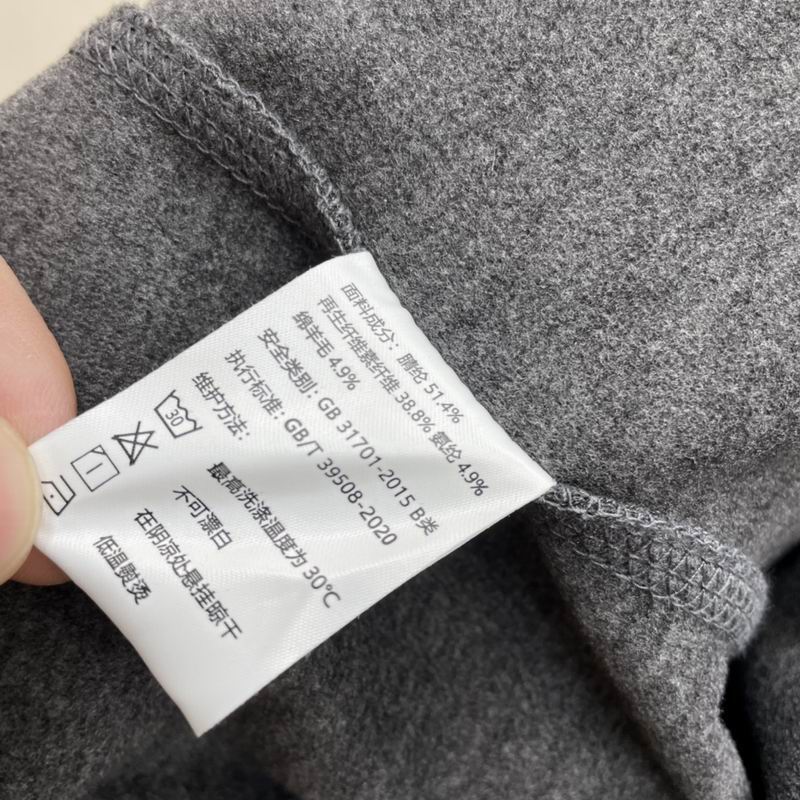 面料成分：腈纶 51.4%
再生纤维素纤维 38.8% 氨纶 4.9%
绵羊毛 4.9%
安全类别：GB 31701-2015 B类
执行标准：GB/T 39508-2020
维护方法：
30
最高洗涤温度为 30℃
不可漂白
在阴凉处悬挂晾干
低温熨烫